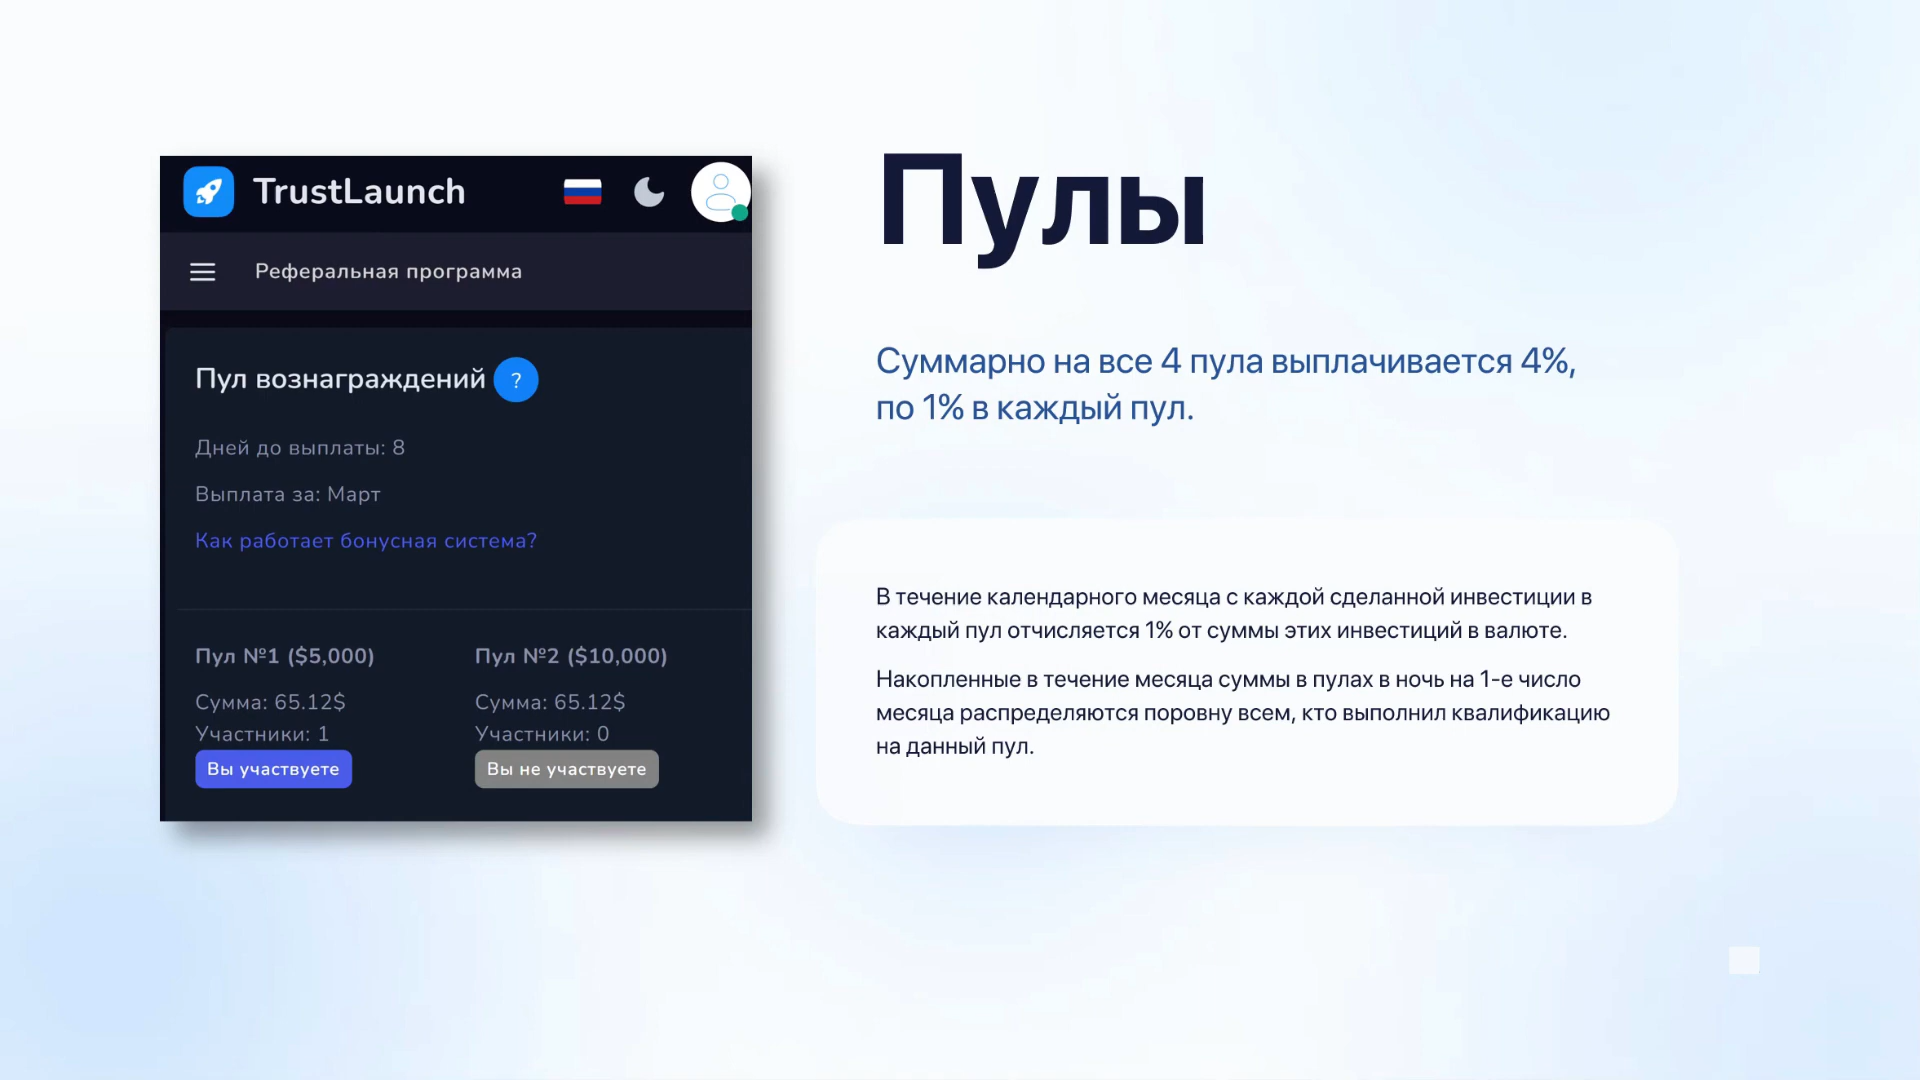 TrustLaunch
Реферальная программа
Пул вознаграждений ?
Дней до выплаты: 8
Выплата за: Март
Как работает бонусная система?
Пул №1 ($5,000)
Сумма: 65.12$
Участники: 1
Вы участвуете
Пул №2 ($10,000)
Сумма: 65.12$
Участники: 0
Вы не участвуете
Пулы
Суммарно на все 4 пула выплачивается 4%,
по 1% в каждый пул.
В течение календарного месяца с каждой сделанной инвестиции в
каждый пул отчисляется 1% от суммы этих инвестиций в валюте.
Накопленные в течение месяца суммы в пулах в ночь на 1-е число
месяца распределяются поровну всем, кто выполнил квалификацию
на данный пул.